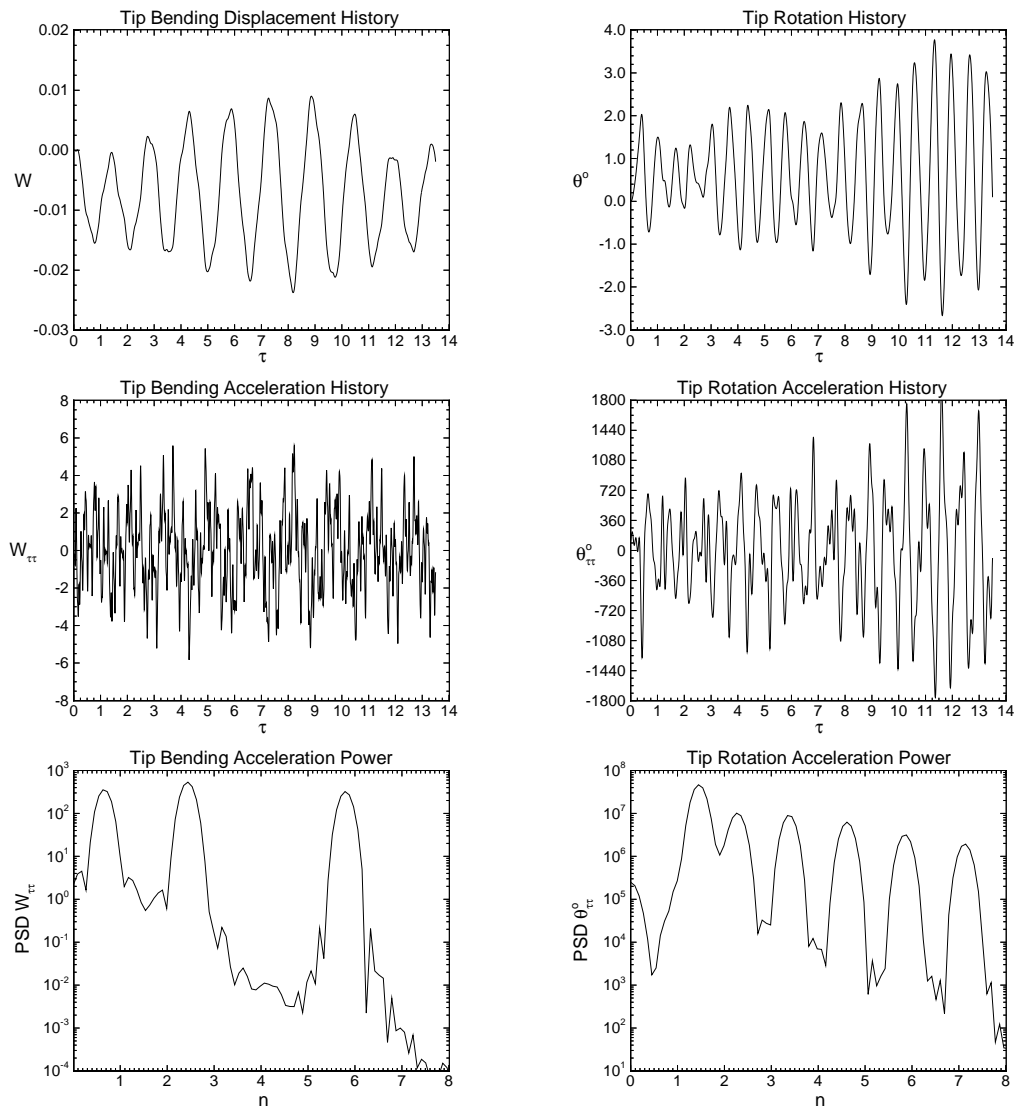 Tip Bending Displacement History
0.02
0.01
0.00
-0.01
-0.02
-0.03
W
0 1 2 3 4 5 6 7 8 9 10 11 12 13 14
τ
Tip Rotation History
4.0
3.0
2.0
1.0
0.0
-1.0
-2.0
-3.0
θ°
0 1 2 3 4 5 6 7 8 9 10 11 12 13 14
τ
Tip Bending Acceleration History
8
6
4
2
0
-2
-4
-6
-8
Wττ
0 1 2 3 4 5 6 7 8 9 10 11 12 13 14
τ
Tip Rotation Acceleration History
1800
1440
1080
720
360
0
-360
-720
-1080
-1440
-1800
θ°ττ
0 1 2 3 4 5 6 7 8 9 10 11 12 13 14
τ
Tip Bending Acceleration Power
10³
10²
10¹
10⁰
10⁻¹
10⁻²
10⁻³
10⁻⁴
PSD Wττ
1 2 3 4 5 6 7 8
n
Tip Rotation Acceleration Power
10⁸
10⁷
10⁶
10⁵
10⁴
10³
10²
10¹
PSD θ°ττ
0 1 2 3 4 5 6 7 8
n